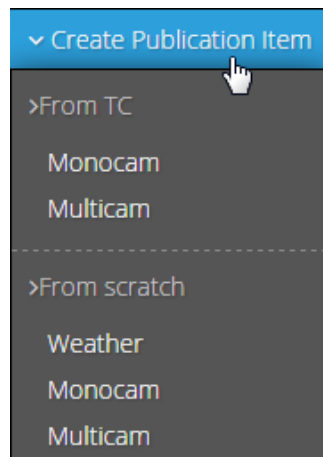 Create Publication Item
>From TC
Monocam
Multicam
>From scratch
Weather
Monocam
Multicam